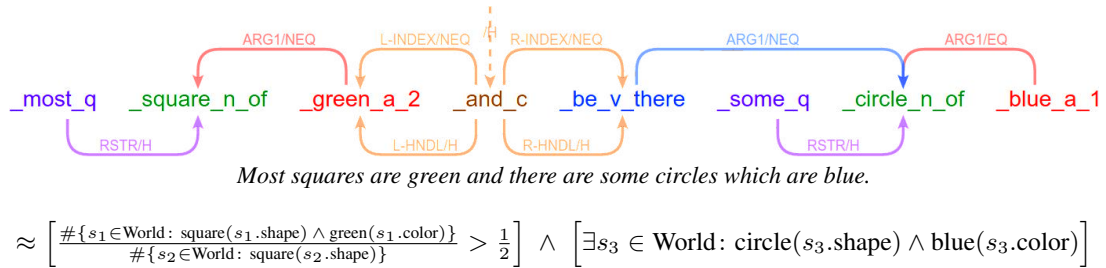 /H
ARG1/NEQ L-INDEX/NEQ R-INDEX/NEQ ARG1/NEQ ARG1/EQ
_most_q _square_n_of _green_a_2 _and_c _be_v_there _some_q _circle_n_of _blue_a_1
RSTR/H L-HNDL/H R-HNDL/H RSTR/H
Most squares are green and there are some circles which are blue.
≈ [ #{s₁∈World: square(s₁.shape) ∧ green(s₁.color)} / #{s₂∈World: square(s₂.shape)} > 1/2 ] ∧ [∃s₃ ∈ World: circle(s₃.shape) ∧ blue(s₃.color)]